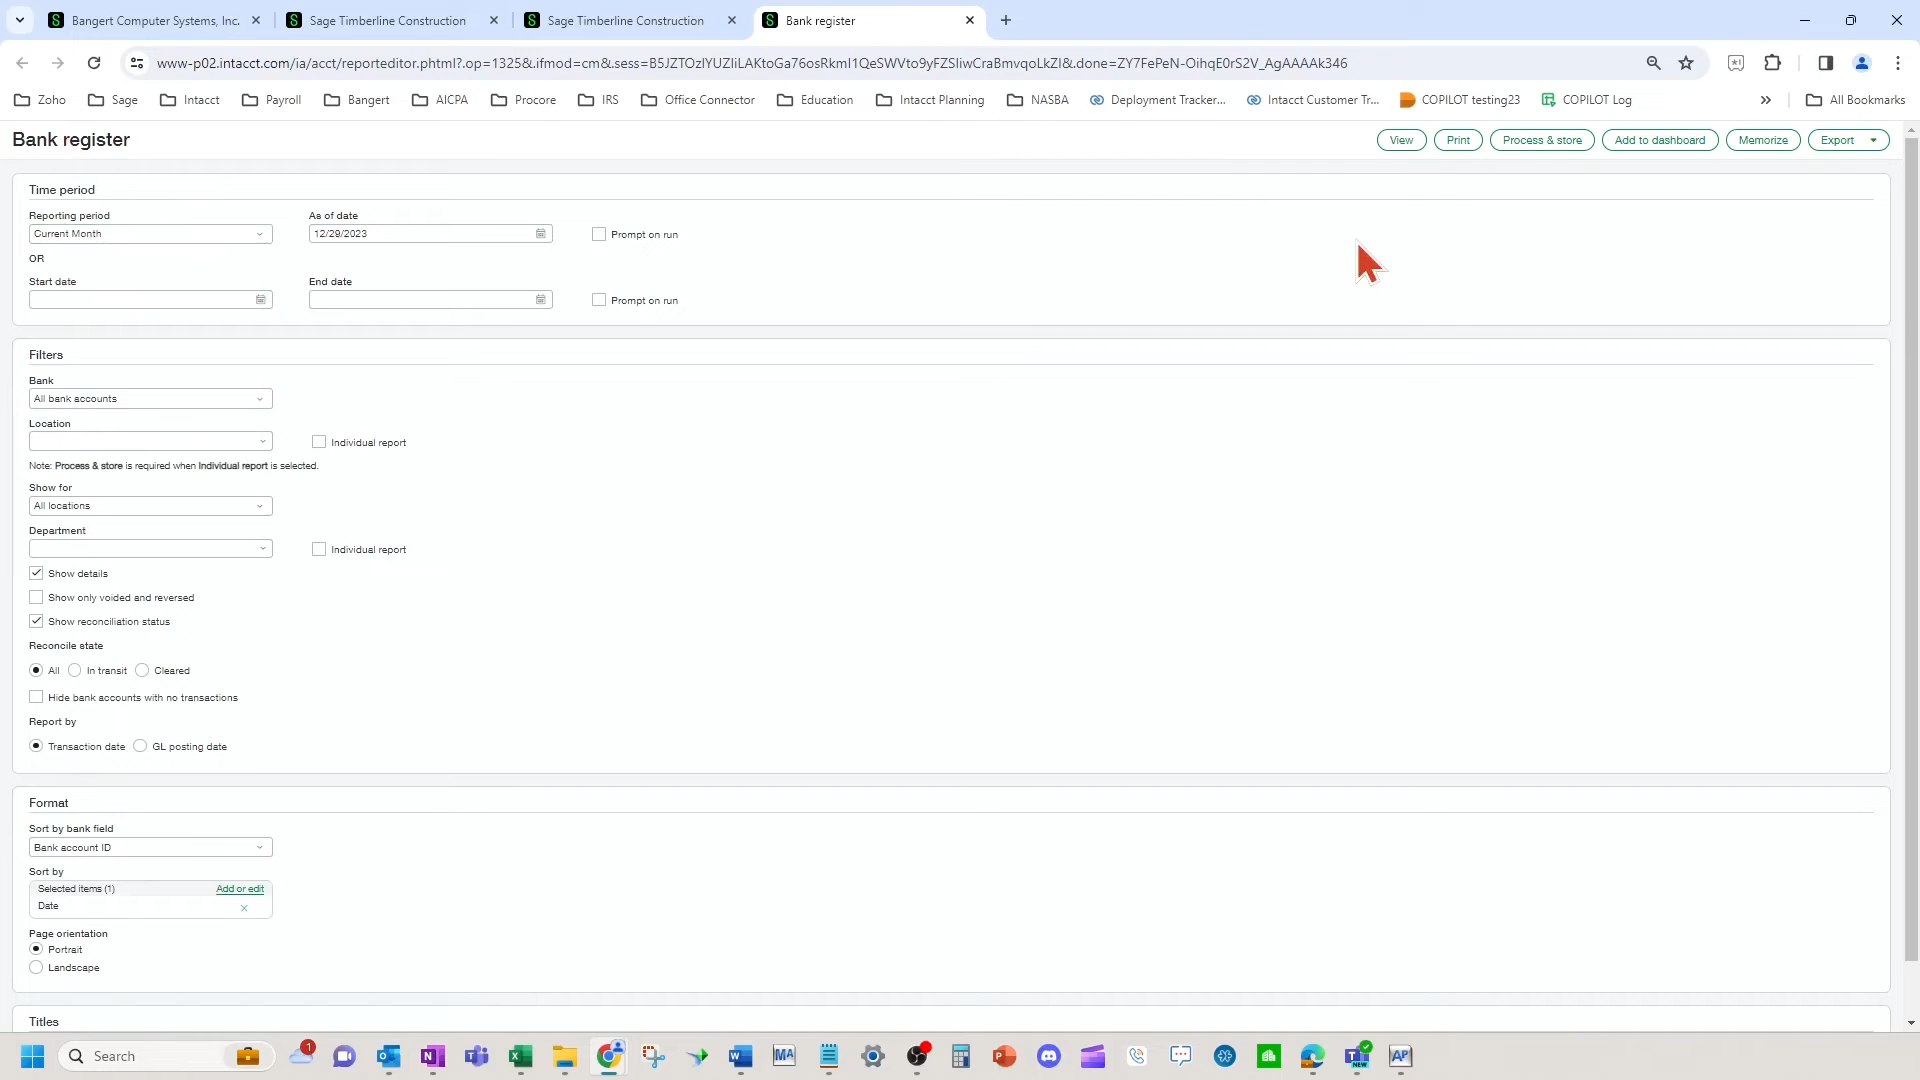 Bangert Computer Systems, Inc.
Sage Timberline Construction
Sage Timberline Construction
Bank register
www-p02.intacct.com/ia/acct/reporteditor.phtml?.op=1325&.ifmod=cm&.sess=B5JZTOzIYUZIiLAKtoGa76osRkmI1QeSWVto9yFZSliwCraBmvqoLkZI&.done=ZY7FePeN-OihqE0rS2V_AgAAAAk346
Zoho Sage Intacct Payroll Bangert AICPA Procore IRS Office Connector Education Intacct Planning NASBA Deployment Tracker... Intacct Customer Tr... COPILOT testing23 COPILOT Log » All Bookmarks
Bank register
View Print Process & store Add to dashboard Memorize Export
Time period
Reporting period As of date
Current Month 12/29/2023 Prompt on run
OR
Start date End date
Prompt on run
Filters
Bank
All bank accounts
Location
Individual report
Note: Process & store is required when Individual report is selected.
Show for
All locations
Department
Individual report
Show details
Show only voided and reversed
Show reconciliation status
Reconcile state
All In transit Cleared
Hide bank accounts with no transactions
Report by
Transaction date GL posting date
Format
Sort by bank field
Bank account ID
Sort by
Selected items (1) Add or edit
Date
Page orientation
Portrait
Landscape
Titles
Search
1
MA
AP
NEW